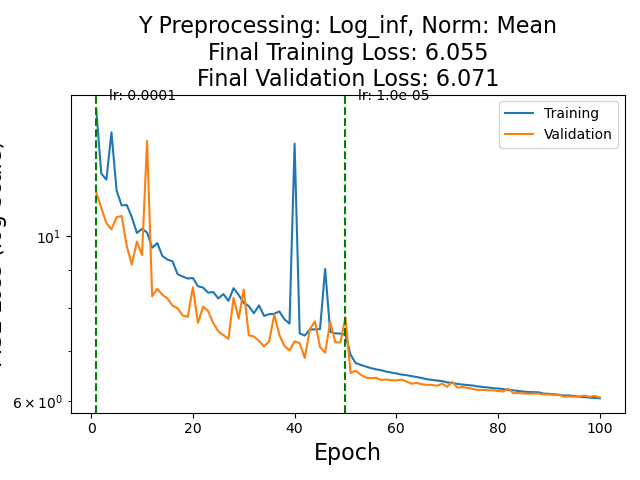 Y Preprocessing: Log_inf, Norm: Mean
Final Training Loss: 6.055
Final Validation Loss: 6.071
lr: 0.0001
lr: 1.0e-05
Training
Validation
10¹
6 × 10⁰
0 20 40 60 80 100
Epoch